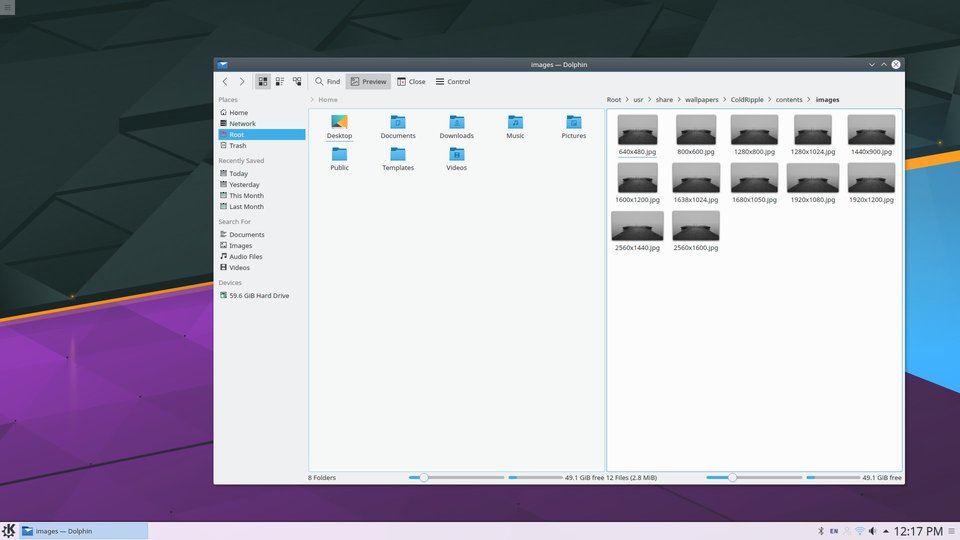 images — Dolphin
Find Preview Close Control
Places
Home
Network
Root
Trash
Recently Saved
Today
Yesterday
This Month
Last Month
Search For
Documents
Images
Audio Files
Videos
Devices
59.6 GiB Hard Drive
Home
Desktop Documents Downloads Music Pictures
Public Templates Videos
8 Folders 49.1 GiB free
Root usr share wallpapers ColdRipple contents images
640x480.jpg 800x600.jpg 1280x800.jpg 1280x1024.jpg 1440x900.jpg
1600x1200.jpg 1638x1024.jpg 1680x1050.jpg 1920x1080.jpg 1920x1200.jpg
2560x1440.jpg 2560x1600.jpg
12 Files (2.8 MiB) 49.1 GiB free
images — Dolphin EN 12:17 PM